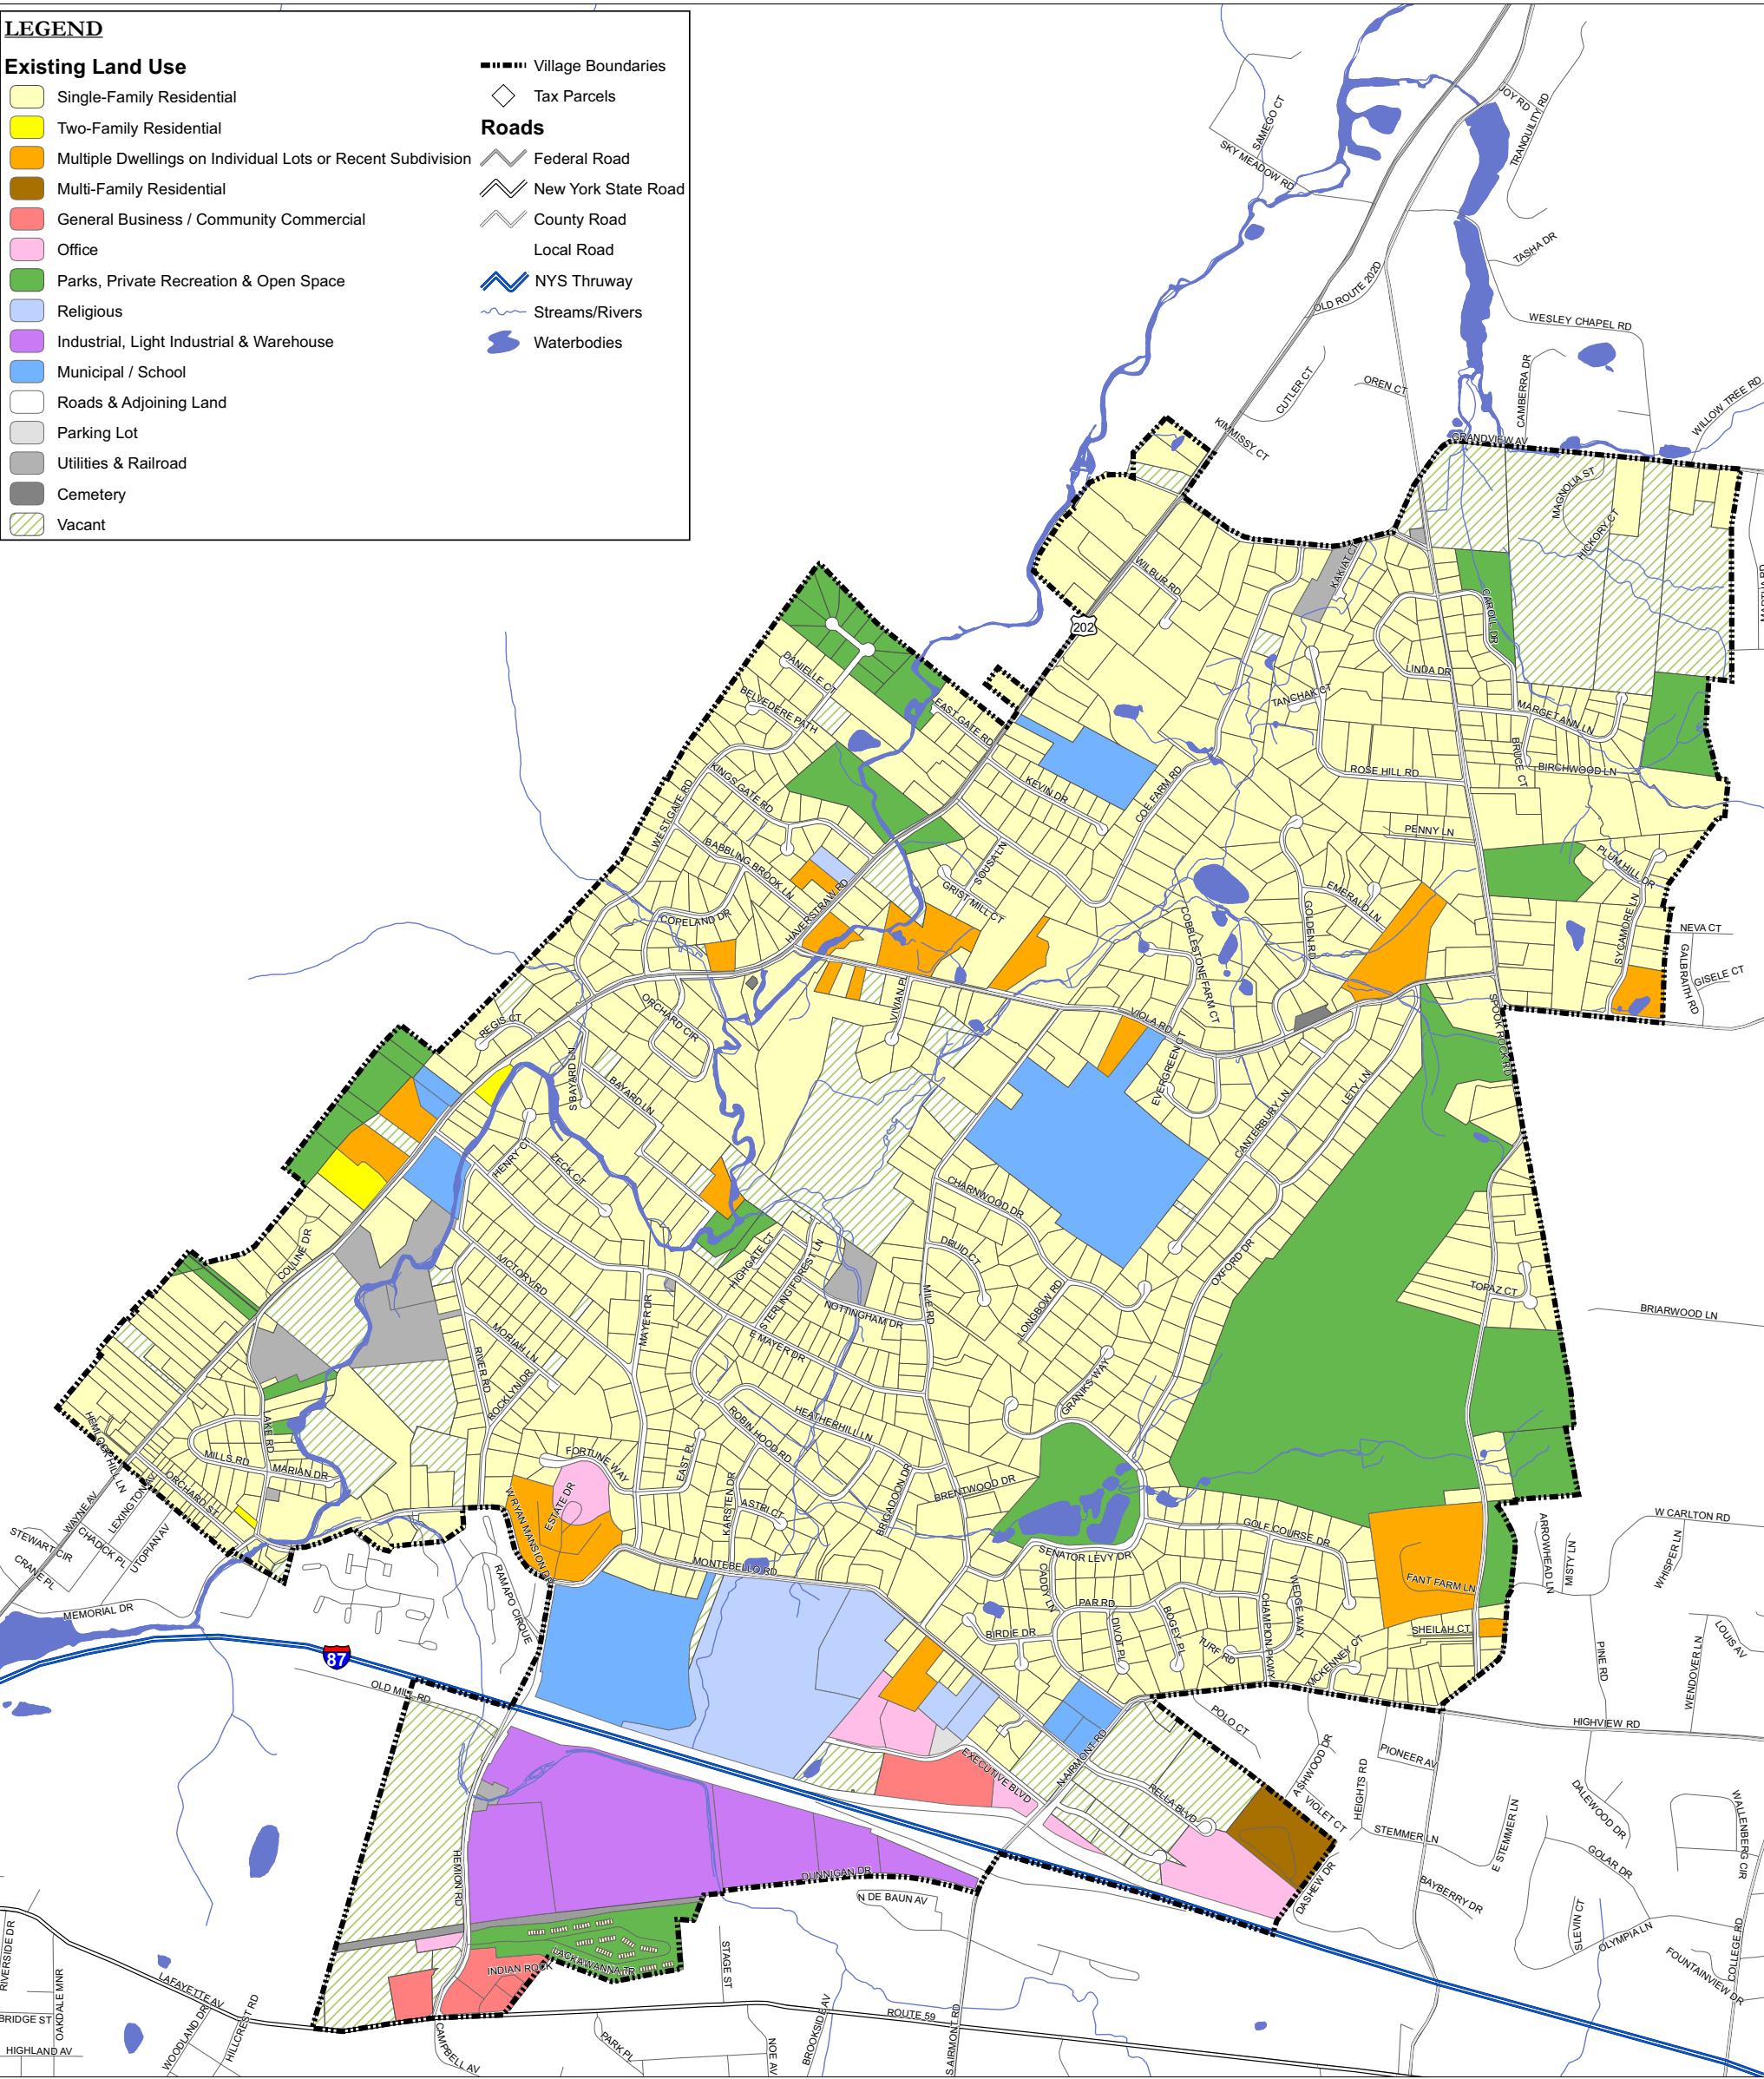 LEGEND
Existing Land Use
Single-Family Residential
Two-Family Residential
Multiple Dwellings on Individual Lots or Recent Subdivision
Multi-Family Residential
General Business / Community Commercial
Office
Parks, Private Recreation & Open Space
Religious
Industrial, Light Industrial & Warehouse
Municipal / School
Roads & Adjoining Land
Parking Lot
Utilities & Railroad
Cemetery
Vacant
Village Boundaries
Tax Parcels
Roads
Federal Road
New York State Road
County Road
Local Road
NYS Thruway
Streams/Rivers
Waterbodies
SAMEGO CT
SKY MEADOW RD
JOY RD
TRANQUILITY RD
TASHA DR
OLD ROUTE 202D
WESLEY CHAPEL RD
CUTLER CT
OREN CT
CAMBERRA DR
WILLOW TREE RD
KIMMISSY CT
GRANDVIEW AV
MAGNOLIA ST
HICKORY CT
WILBUR RD
KAKIAT CT
CAROLL DR
202
LINDA DR
DANIELLE CT
TANCHAK CT
BELVEDERE PATH
EAST GATE RD
MARGET ANN LN
BRUCE CT
BIRCHWOOD LN
ROSE HILL RD
KINGS GATE RD
KEVIN DR
COE FARM RD
WEST GATE RD
PENNY LN
BABBLING BROOK LN
SOUSA LN
PLUM HILL DR
GRIST MILL CT
EMERALD LN
COPELAND DR
HAVERSTRAW RD
COBBLESTONE FARM CT
GOLDEN RD
SYCAMORE LN
NEVA CT
GALBRAITH RD
GISELE CT
ORCHARD CIR
VIVIAN PL
VIOLA RD
SPOOK ROCK RD
REGIS CT
S BAYARD LN
BAYARD LN
EVERGREEN CT
LETY LN
CANTERBURY LN
HENRY CT
ZECK CT
CHARNWOOD DR
DRUID CT
HIGHGATE CT
STERLING FOREST LN
OXFORD DR
COLLINE DR
VICTORY RD
LONGBOW RD
TOPAZ CT
NOTTINGHAM DR
MILE RD
BRIARWOOD LN
MAYER DR
E MAYER DR
MORIAH LN
RIVER RD
ROCKLYN DR
GRANIKS WAY
HEATHERHILL LN
ROBIN HOOD RD
HEMLOCK HILL LN
LAKE RD
MILLS RD
MARIAN DR
FORTUNE WAY
EAST PL
ORCHARD ST
LEXINGTON AV
WAYNE AV
KARSTEN DR
BRIGADOON DR
BRENTWOOD DR
ESTATE DR
W RYAN MANSION DR
ASTRI CT
GOLF COURSE DR
W CARLTON RD
STEWART CIR
CHADICK PL
UTOPIAN AV
CRANE PL
SENATOR LEVY DR
ARROWHEAD LN
MISTY LN
WHISPER LN
MONTEBELLO RD
RAMAPO CIRQUE
CADDY LN
WEDGE WAY
CHAMPION PKWY
FANT FARM LN
MEMORIAL DR
PAR RD
BOGEY PL
DIVOT PL
BIRDIE DR
TURF RD
SHEILAH CT
MCKENNEY CT
PINE RD
LOUIS AV
WENDOVER LN
87
OLD MILL RD
POLO CT
HIGHVIEW RD
N AIRMONT RD
EXECUTIVE BLVD
PIONEER AV
ASHWOOD DR
HEIGHTS RD
RELLA BLVD
VIOLET CT
DALEWOOD DR
WALLENBERG CIR
STEMMER LN
E STEMMER LN
GOLAR DR
HEMION RD
DUNNIGAN DR
DASHEW DR
BAYBERRY DR
N DE BAUN AV
SLEVIN CT
OLYMPIA LN
COLLEGE RD
FOUNTAINVIEW DR
RIVERSIDE DR
LACKAWANNA TR
INDIAN ROCK
STAGE ST
LAFAYETTE AV
OAKDALE MNR
BRIDGE ST
HIGHLAND AV
WOODLAND DR
HILLCREST RD
CAMPBELL AV
PARK PL
NOE AV
BROOKSIDE AV
ROUTE 59
S AIRMONT RD